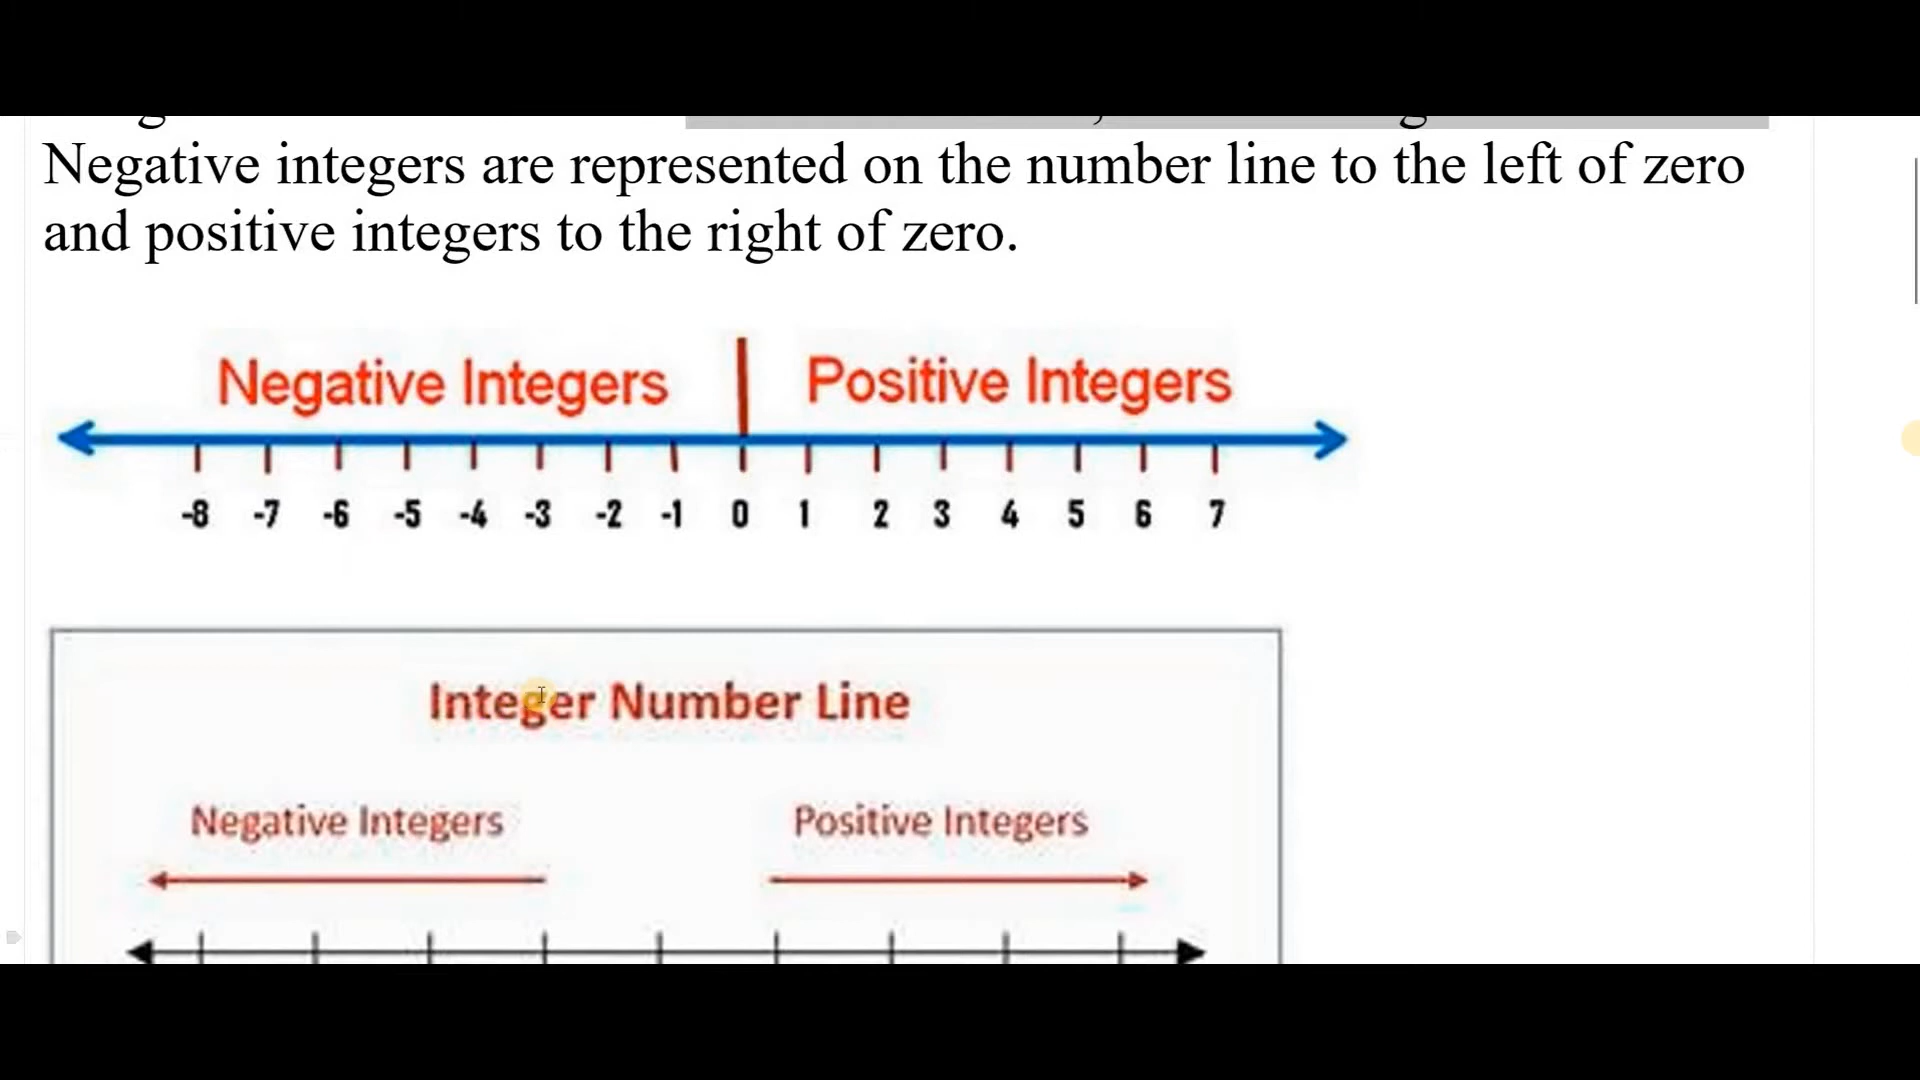 Negative integers are represented on the number line to the left of zero
and positive integers to the right of zero.
Negative Integers Positive Integers
-8 -7 -6 -5 -4 -3 -2 -1 0 1 2 3 4 5 6 7
Integer Number Line
Negative Integers Positive Integers